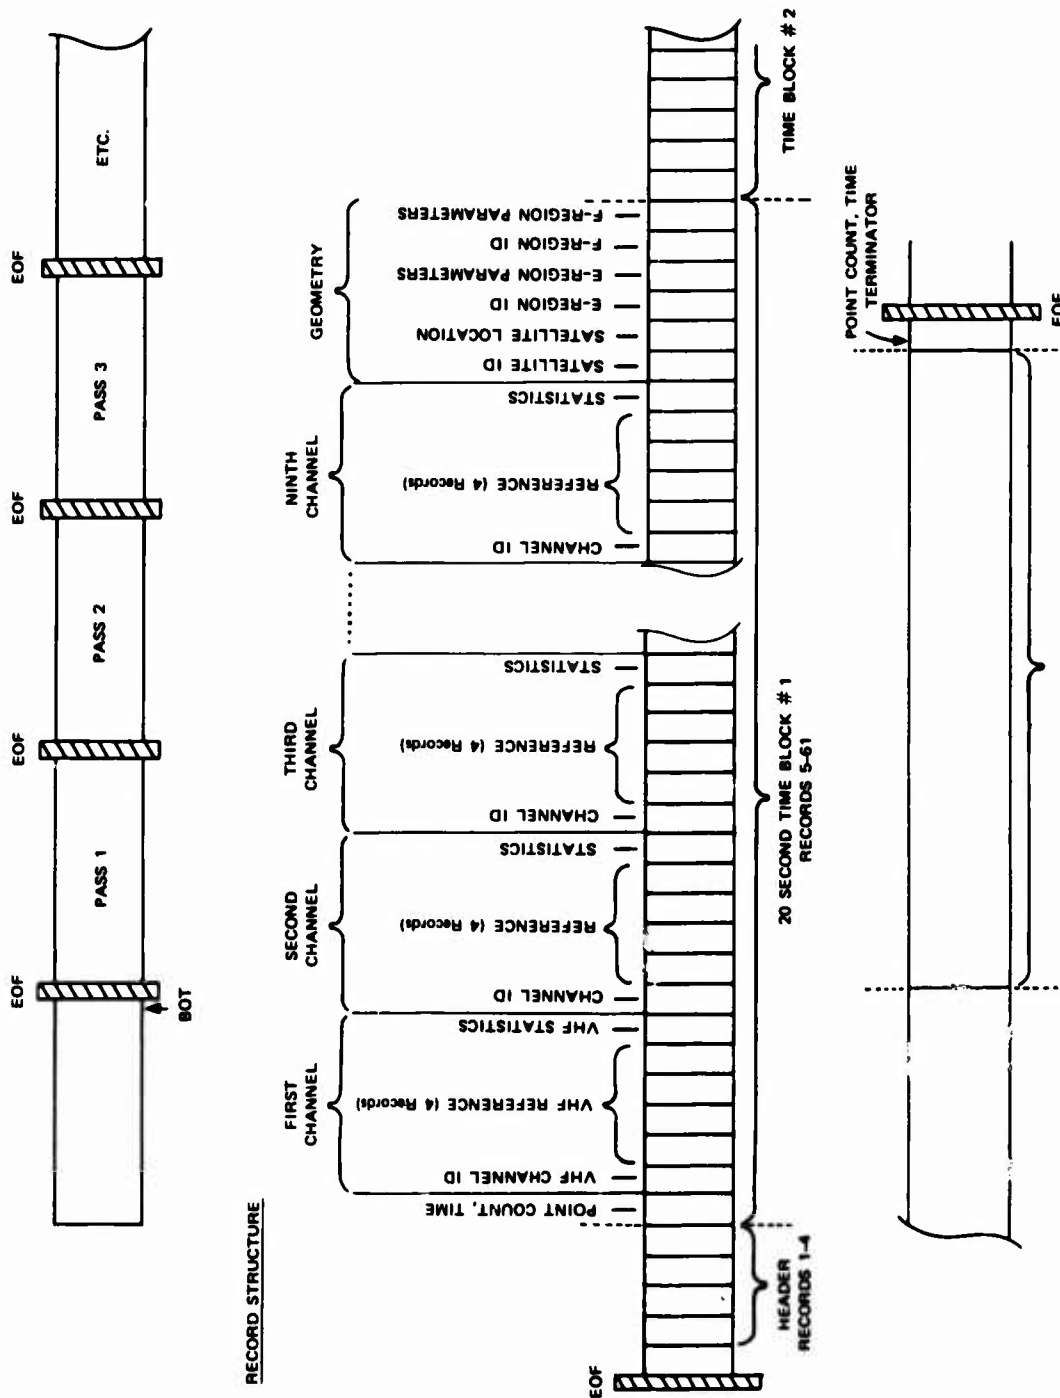 EOF
EOF
EOF
EOF
BOT
PASS 1
PASS 2
PASS 3
ETC.
RECORD STRUCTURE
FIRST
CHANNEL
SECOND
CHANNEL
THIRD
CHANNEL
NINTH
CHANNEL
GEOMETRY
POINT COUNT, TIME
VHF CHANNEL ID
VHF REFERENCE (4 Records)
VHF STATISTICS
CHANNEL ID
REFERENCE (4 Records)
STATISTICS
CHANNEL ID
REFERENCE (4 Records)
STATISTICS
CHANNEL ID
REFERENCE (4 Records)
STATISTICS
SATELLITE ID
SATELLITE LOCATION
E-REGION ID
E-REGION PARAMETERS
F-REGION ID
F-REGION PARAMETERS
EOF
HEADER
RECORDS 1-4
20 SECOND TIME BLOCK #1
RECORDS 5-61
TIME BLOCK #2
POINT COUNT, TIME
TERMINATOR
EOF